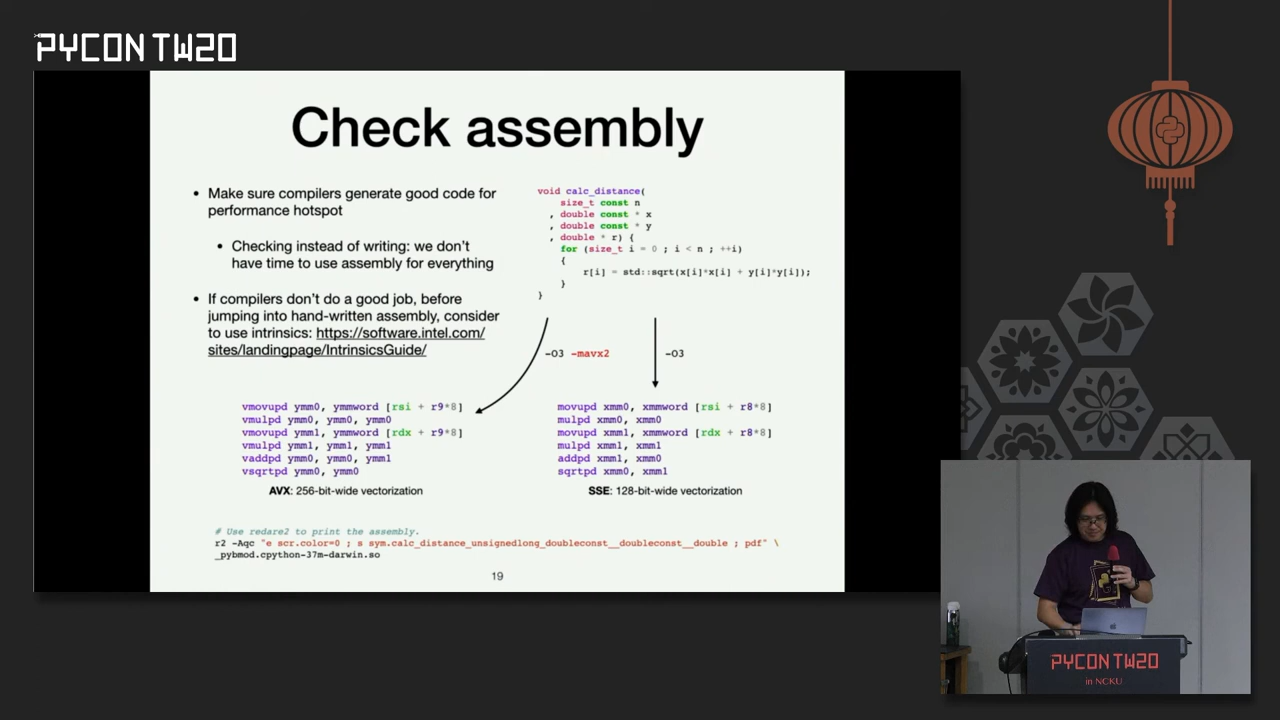 PYCON TW20
Check assembly
• Make sure compilers generate good code for
performance hotspot
• Checking instead of writing: we don't
have time to use assembly for everything
• If compilers don't do a good job, before
jumping into hand-written assembly, consider
to use intrinsics: https://software.intel.com/
sites/landingpage/IntrinsicsGuide/
void calc_distance(
size_t const n
, double const * x
, double const * y
, double * r) {
for (size_t i = 0 ; i < n ; ++i)
{
r[i] = std::sqrt(x[i]*x[i] + y[i]*y[i]);
}
}
-O3 -mavx2
-O3
vmovupd ymm0, ymmword [rsi + r9*8]
vmulpd ymm0, ymm0, ymm0
vmovupd ymm1, ymmword [rdx + r9*8]
vmulpd ymm1, ymm1, ymm1
vaddpd ymm0, ymm0, ymm1
vsqrtpd ymm0, ymm0
AVX: 256-bit-wide vectorization
movupd xmm0, xmmword [rsi + r8*8]
mulpd xmm0, xmm0
movupd xmm1, xmmword [rdx + r8*8]
mulpd xmm1, xmm1
addpd xmm1, xmm0
sqrtpd xmm0, xmm1
SSE: 128-bit-wide vectorization
# Use redare2 to print the assembly.
r2 -Aqc "e scr.color=0 ; s sym.calc_distance_unsignedlong_doubleconst__doubleconst__double ; pdf" \
_pybmod.cpython-37m-darwin.so
19
PYCON TW20
in NCKU